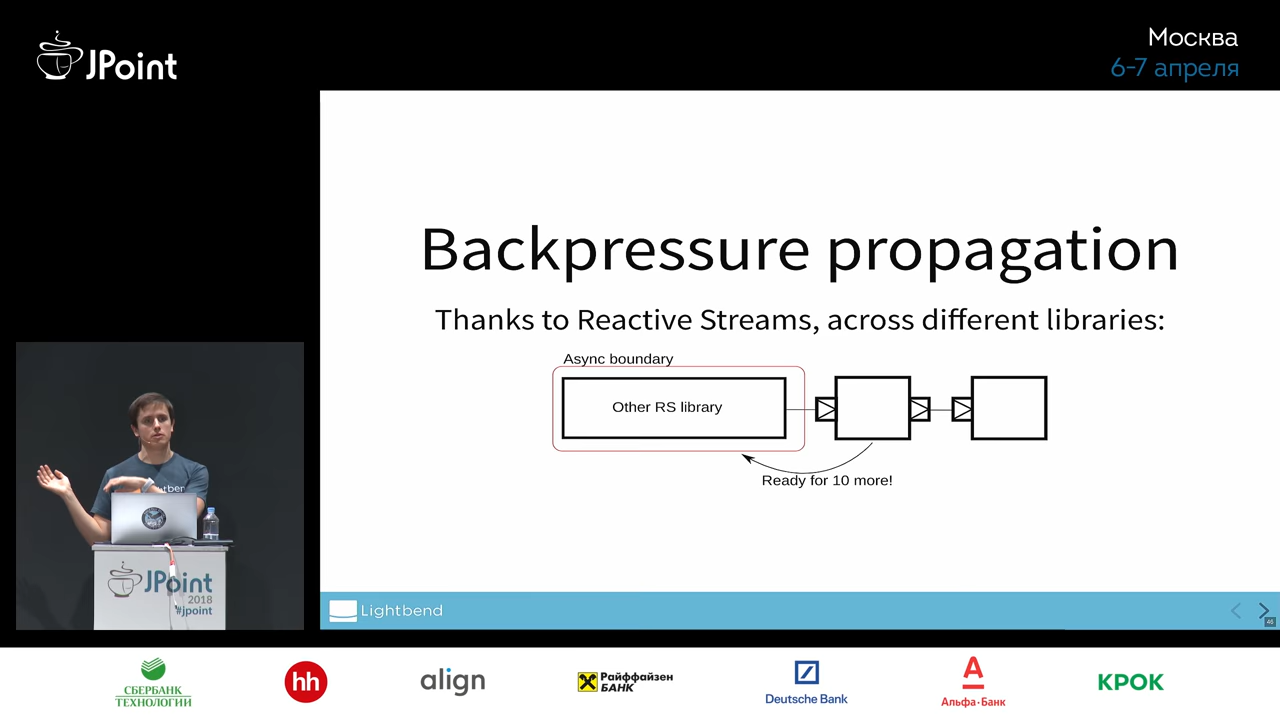 JPoint
Москва
6-7 апреля
Backpressure propagation
Thanks to Reactive Streams, across different libraries:
Async boundary
Other RS library
Ready for 10 more!
Lightbend
46
JPoint
2018
#jpoint
СБЕРБАНК
ТЕХНОЛОГИИ
hh
align
Райффайзен
БАНК
Deutsche Bank
А
Альфа·Банк
КРОК